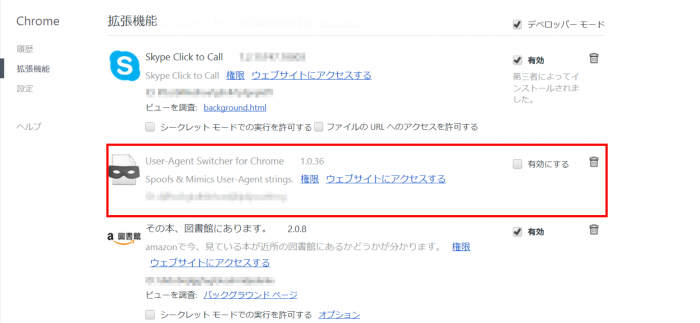 Chrome
拡張機能
デベロッパー モード
履歴
拡張機能
設定
ヘルプ
Skype Click to Call
有効
Skype Click to Call 権限 ウェブサイトにアクセスする
第三者によってインストールされました。
ビューを調査: background.html
シークレット モードでの実行を許可する ファイルの URL へのアクセスを許可する
User-Agent Switcher for Chrome 1.0.36
有効にする
Spoofs & Mimics User-Agent strings. 権限 ウェブサイトにアクセスする
a 図書館
その本、図書館にあります。 2.0.8
有効
amazonで今、見ている本が近所の図書館にあるかどうかが分かります。 権限
ウェブサイトにアクセスする
ビューを調査: バックグラウンド ページ
シークレット モードでの実行を許可する オプション